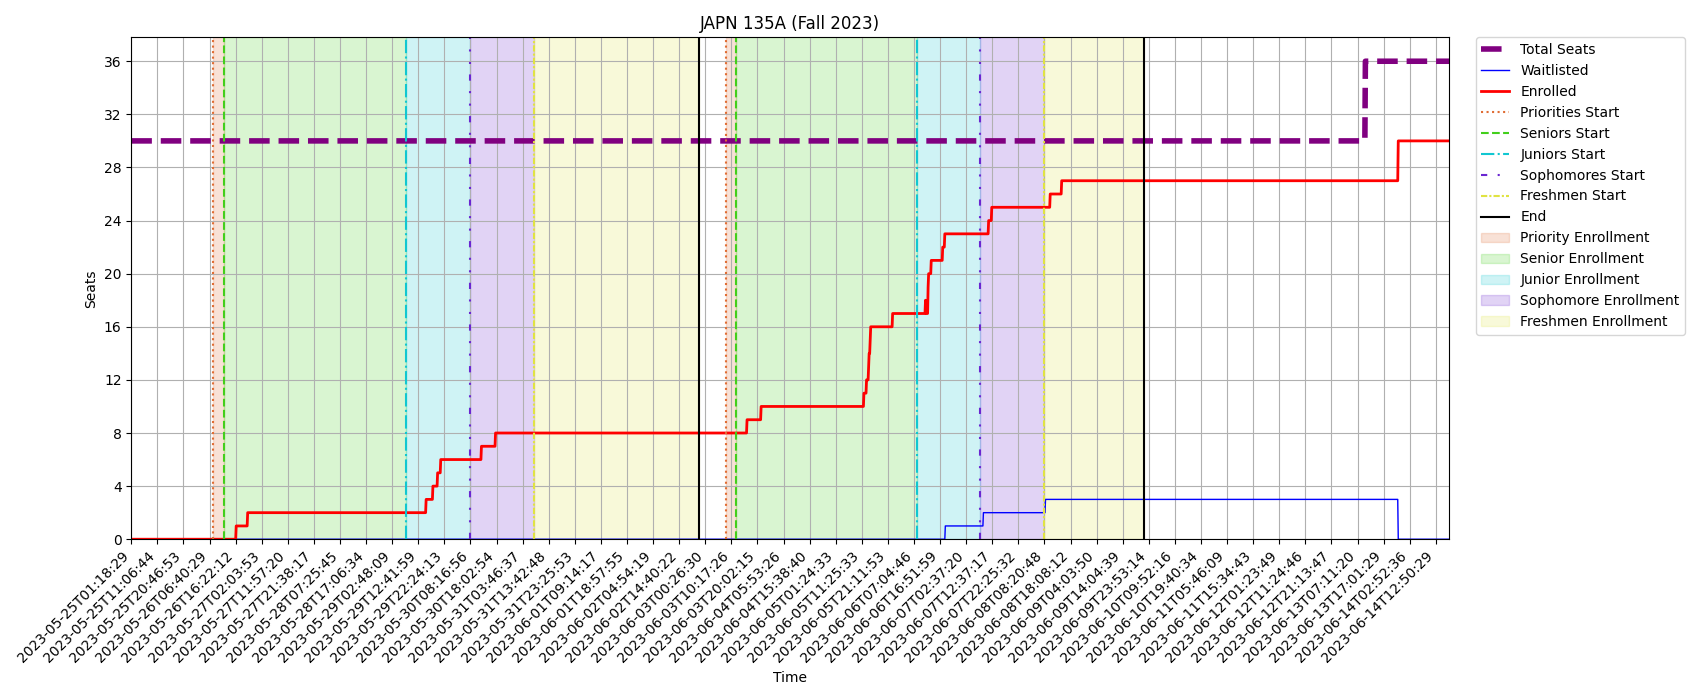 JAPN 135A (Fall 2023)
Seats
36
32
28
24
20
16
12
8
4
0
2023-05-25T01:18:29
2023-05-25T11:06:44
2023-05-25T20:46:53
2023-05-26T06:40:29
2023-05-26T16:22:12
2023-05-27T02:03:53
2023-05-27T11:57:20
2023-05-27T21:38:17
2023-05-28T07:25:45
2023-05-28T17:06:34
2023-05-29T02:48:09
2023-05-29T12:41:59
2023-05-29T22:24:13
2023-05-30T08:16:56
2023-05-30T18:02:54
2023-05-31T03:46:37
2023-05-31T13:42:48
2023-05-31T23:25:53
2023-06-01T09:14:17
2023-06-01T18:57:55
2023-06-02T04:54:19
2023-06-02T14:40:22
2023-06-03T00:26:30
2023-06-03T10:17:26
2023-06-03T20:02:15
2023-06-04T05:53:26
2023-06-04T15:38:40
2023-06-05T01:24:33
2023-06-05T11:25:33
2023-06-05T21:11:53
2023-06-06T07:04:46
2023-06-06T16:51:59
2023-06-07T02:37:20
2023-06-07T12:37:17
2023-06-07T22:25:32
2023-06-08T08:20:48
2023-06-08T18:08:12
2023-06-09T04:03:50
2023-06-09T14:04:39
2023-06-09T23:53:14
2023-06-10T09:52:16
2023-06-10T19:40:34
2023-06-11T05:46:09
2023-06-11T15:34:43
2023-06-12T01:23:49
2023-06-12T11:24:46
2023-06-12T21:13:47
2023-06-13T07:11:20
2023-06-13T17:01:29
2023-06-14T02:52:36
2023-06-14T12:50:29
Time
Total Seats
Waitlisted
Enrolled
Priorities Start
Seniors Start
Juniors Start
Sophomores Start
Freshmen Start
End
Priority Enrollment
Senior Enrollment
Junior Enrollment
Sophomore Enrollment
Freshmen Enrollment